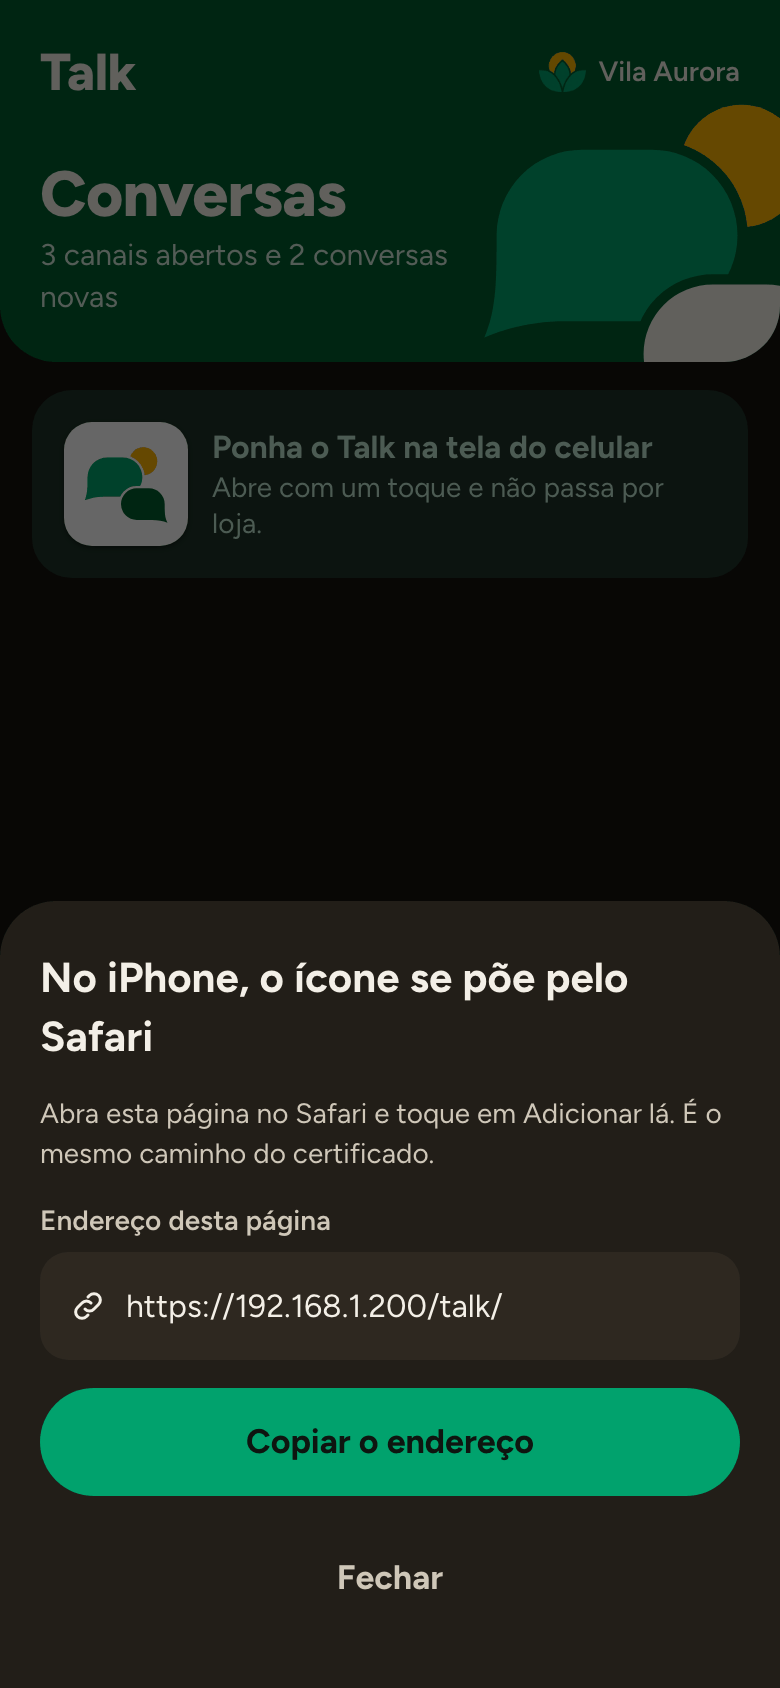 Talk
Vila Aurora
Conversas
3 canais abertos e 2 conversas
novas
Ponha o Talk na tela do celular
Abre com um toque e não passa por
loja.
No iPhone, o ícone se põe pelo
Safari
Abra esta página no Safari e toque em Adicionar lá. É o
mesmo caminho do certificado.
Endereço desta página
https://192.168.1.200/talk/
Copiar o endereço
Fechar